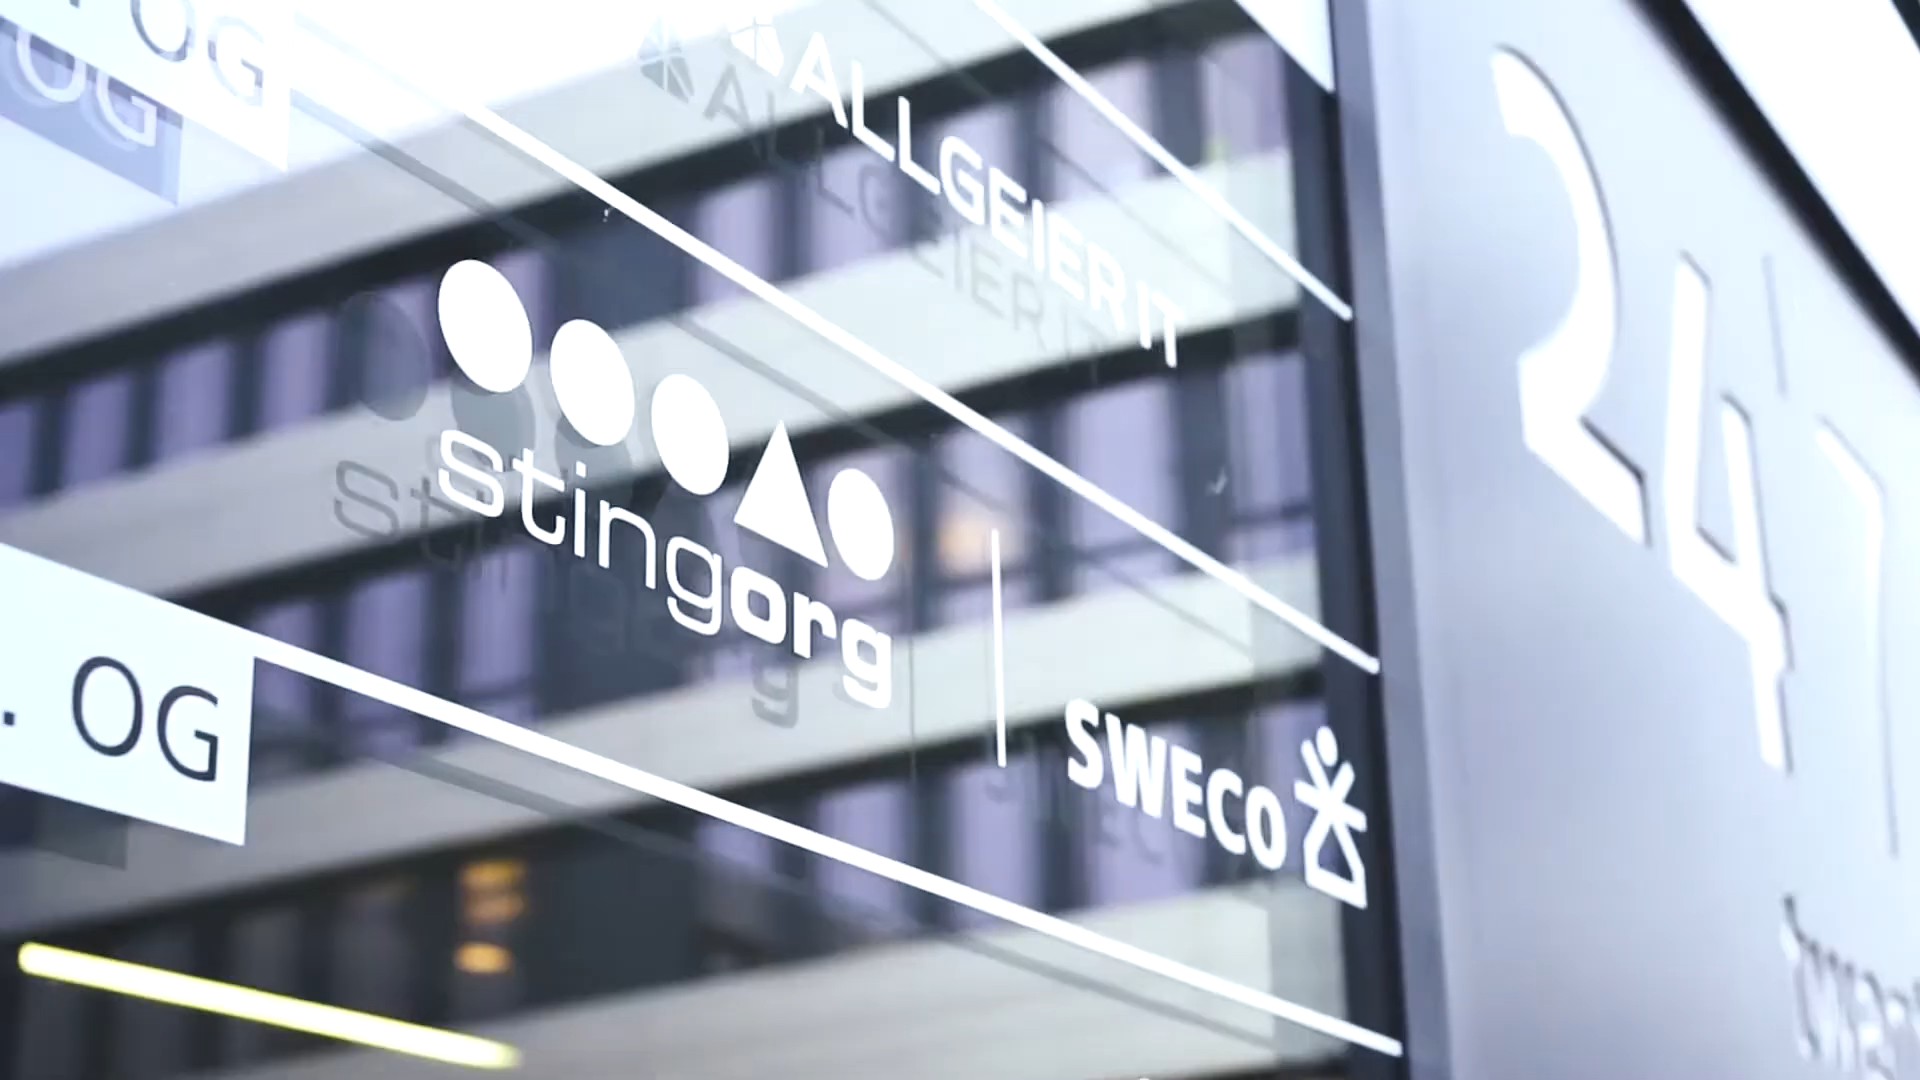 OG
ALLGEIER IT
stingorg
SWECO
. OG
247